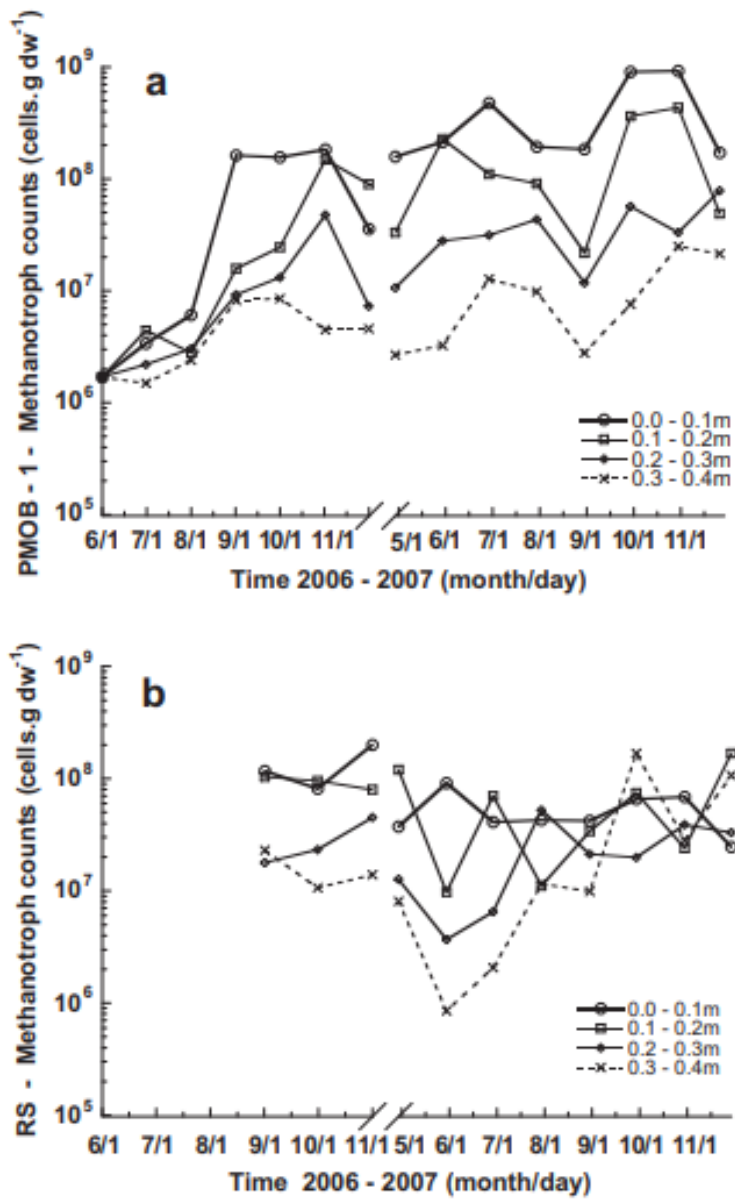 a
PMOB - 1 - Methanotroph counts (cells.g dw⁻¹)
10⁹
10⁸
10⁷
10⁶
10⁵
0.0 - 0.1m
0.1 - 0.2m
0.2 - 0.3m
0.3 - 0.4m
6/1 7/1 8/1 9/1 10/1 11/1 5/1 6/1 7/1 8/1 9/1 10/1 11/1
Time 2006 - 2007 (month/day)
b
RS - Methanotroph counts (cells.g dw⁻¹)
10⁹
10⁸
10⁷
10⁶
10⁵
0.0 - 0.1m
0.1 - 0.2m
0.2 - 0.3m
0.3 - 0.4m
6/1 7/1 8/1 9/1 10/1 11/1 5/1 6/1 7/1 8/1 9/1 10/1 11/1
Time 2006 - 2007 (month/day)